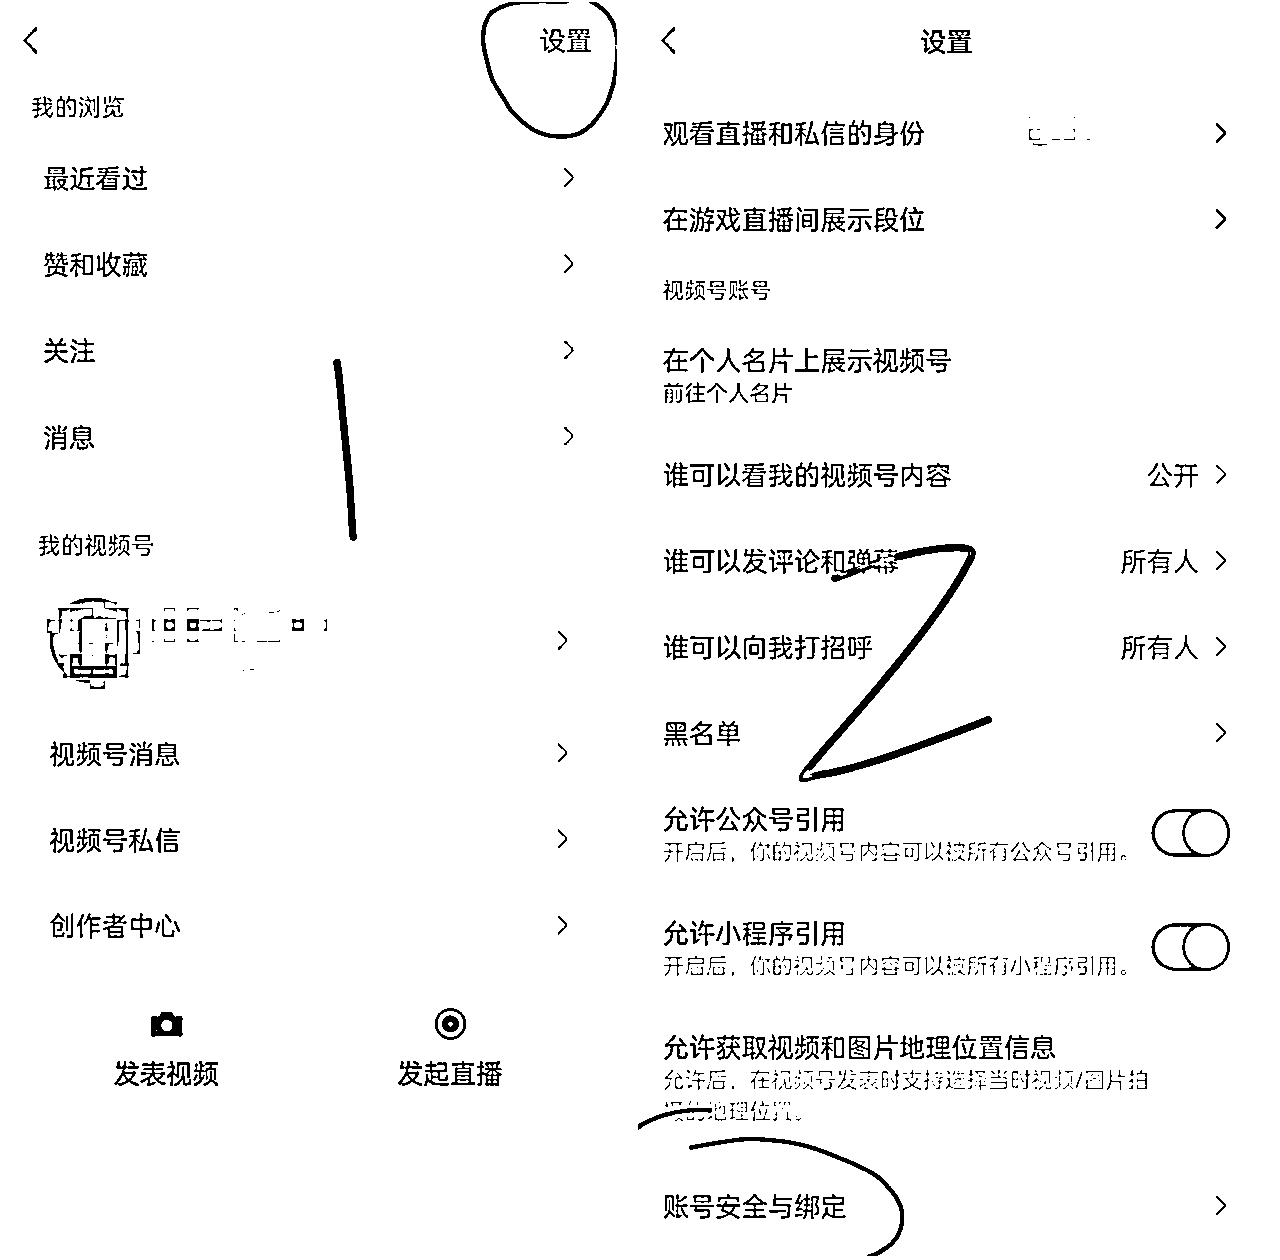 设置
我的浏览
最近看过
赞和收藏
关注
消息
我的视频号
视频号消息
视频号私信
创作者中心
发表视频
发起直播
1
设置
观看直播和私信的身份
在游戏直播间展示段位
视频号账号
在个人名片上展示视频号
前往个人名片
谁可以看我的视频号内容 公开
谁可以发评论和弹幕 所有人
谁可以向我打招呼 所有人
黑名单
2
允许公众号引用
开启后，你的视频号内容可以被所有公众号引用。
允许小程序引用
开启后，你的视频号内容可以被所有小程序引用。
允许获取视频和图片地理位置信息
允许后，在视频号发表时支持选择当时视频/图片拍
摄的地理位置。
账号安全与绑定